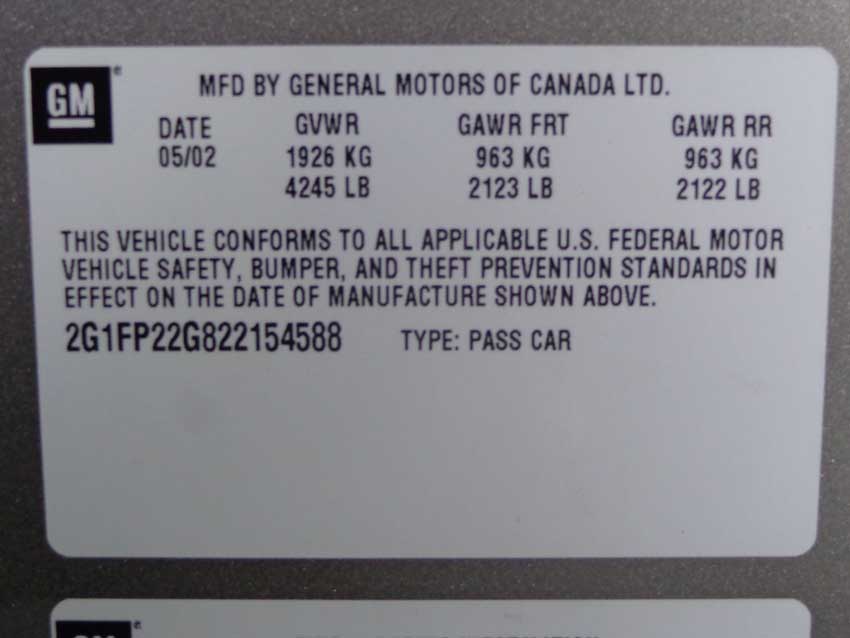 GM
MFD BY GENERAL MOTORS OF CANADA LTD.
DATE GVWR GAWR FRT GAWR RR
05/02 1926 KG 963 KG 963 KG
4245 LB 2123 LB 2122 LB
THIS VEHICLE CONFORMS TO ALL APPLICABLE U.S. FEDERAL MOTOR
VEHICLE SAFETY, BUMPER, AND THEFT PREVENTION STANDARDS IN
EFFECT ON THE DATE OF MANUFACTURE SHOWN ABOVE.
2G1FP22G822154588 TYPE: PASS CAR
GM